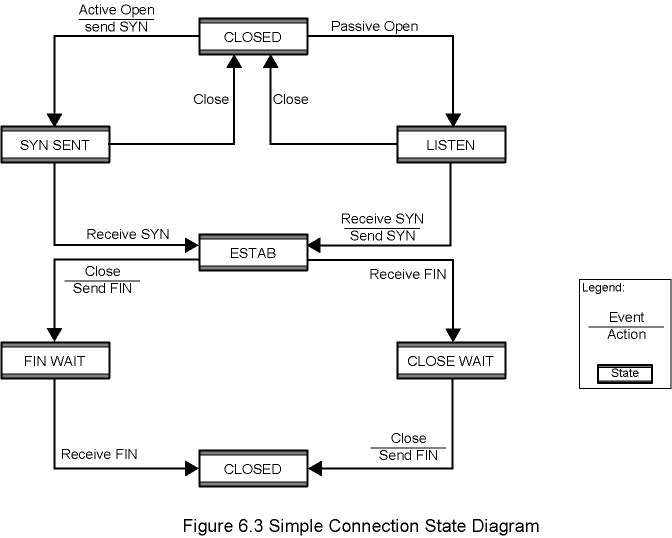 Active Open
send SYN
CLOSED
Passive Open
Close
Close
SYN SENT
LISTEN
Receive SYN
Receive SYN
Send SYN
ESTAB
Close
Send FIN
Receive FIN
Legend:
Event
Action
State
FIN WAIT
CLOSE WAIT
Receive FIN
Close
Send FIN
CLOSED
Figure 6.3 Simple Connection State Diagram